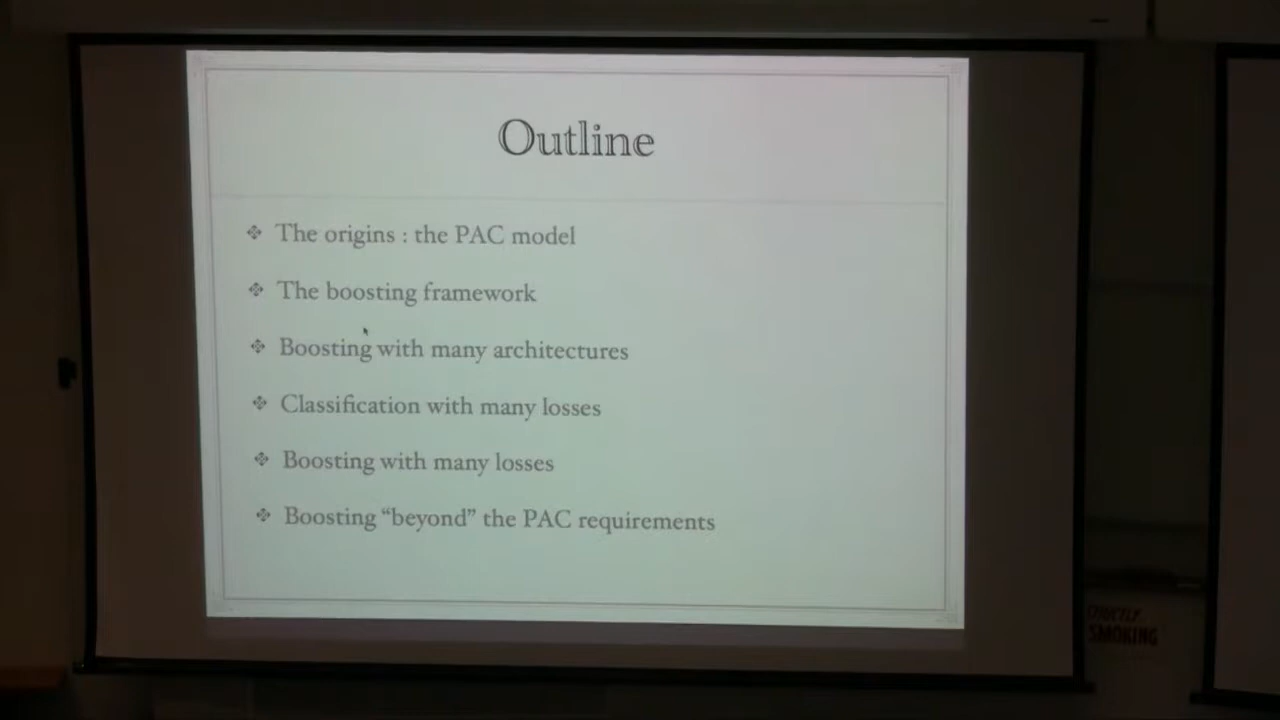 Outline
The origins : the PAC model
The boosting framework
Boosting with many architectures
Classification with many losses
Boosting with many losses
Boosting “beyond” the PAC requirements
STRICTLY
SMOKING